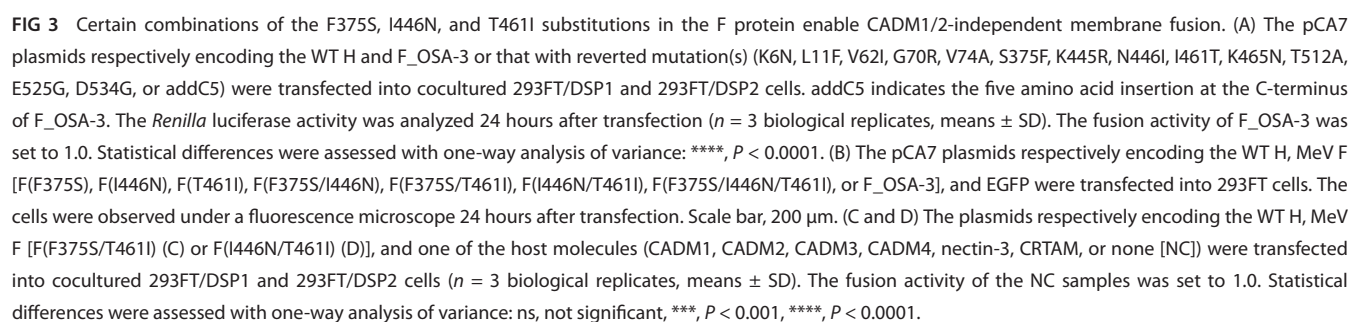 FIG 3 Certain combinations of the F375S, I446N, and T461I substitutions in the F protein enable CADM1/2-independent membrane fusion. (A) The pCA7
plasmids respectively encoding the WT H and F_OSA-3 or that with reverted mutation(s) (K6N, L11F, V62I, G70R, V74A, S375F, K445R, N446I, I461T, K465N, T512A,
E525G, D534G, or addC5) were transfected into cocultured 293FT/DSP1 and 293FT/DSP2 cells. addC5 indicates the five amino acid insertion at the C-terminus
of F_OSA-3. The Renilla luciferase activity was analyzed 24 hours after transfection (n = 3 biological replicates, means ± SD). The fusion activity of F_OSA-3 was
set to 1.0. Statistical differences were assessed with one-way analysis of variance: ****, P < 0.0001. (B) The pCA7 plasmids respectively encoding the WT H, MeV F
[F(F375S), F(I446N), F(T461I), F(F375S/I446N), F(F375S/T461I), F(I446N/T461I), F(F375S/I446N/T461I), or F_OSA-3], and EGFP were transfected into 293FT cells. The
cells were observed under a fluorescence microscope 24 hours after transfection. Scale bar, 200 µm. (C and D) The plasmids respectively encoding the WT H, MeV
F [F(F375S/T461I) (C) or F(I446N/T461I) (D)], and one of the host molecules (CADM1, CADM2, CADM3, CADM4, nectin-3, CRTAM, or none [NC]) were transfected
into cocultured 293FT/DSP1 and 293FT/DSP2 cells (n = 3 biological replicates, means ± SD). The fusion activity of the NC samples was set to 1.0. Statistical
differences were assessed with one-way analysis of variance: ns, not significant, ***, P < 0.001, ****, P < 0.0001.